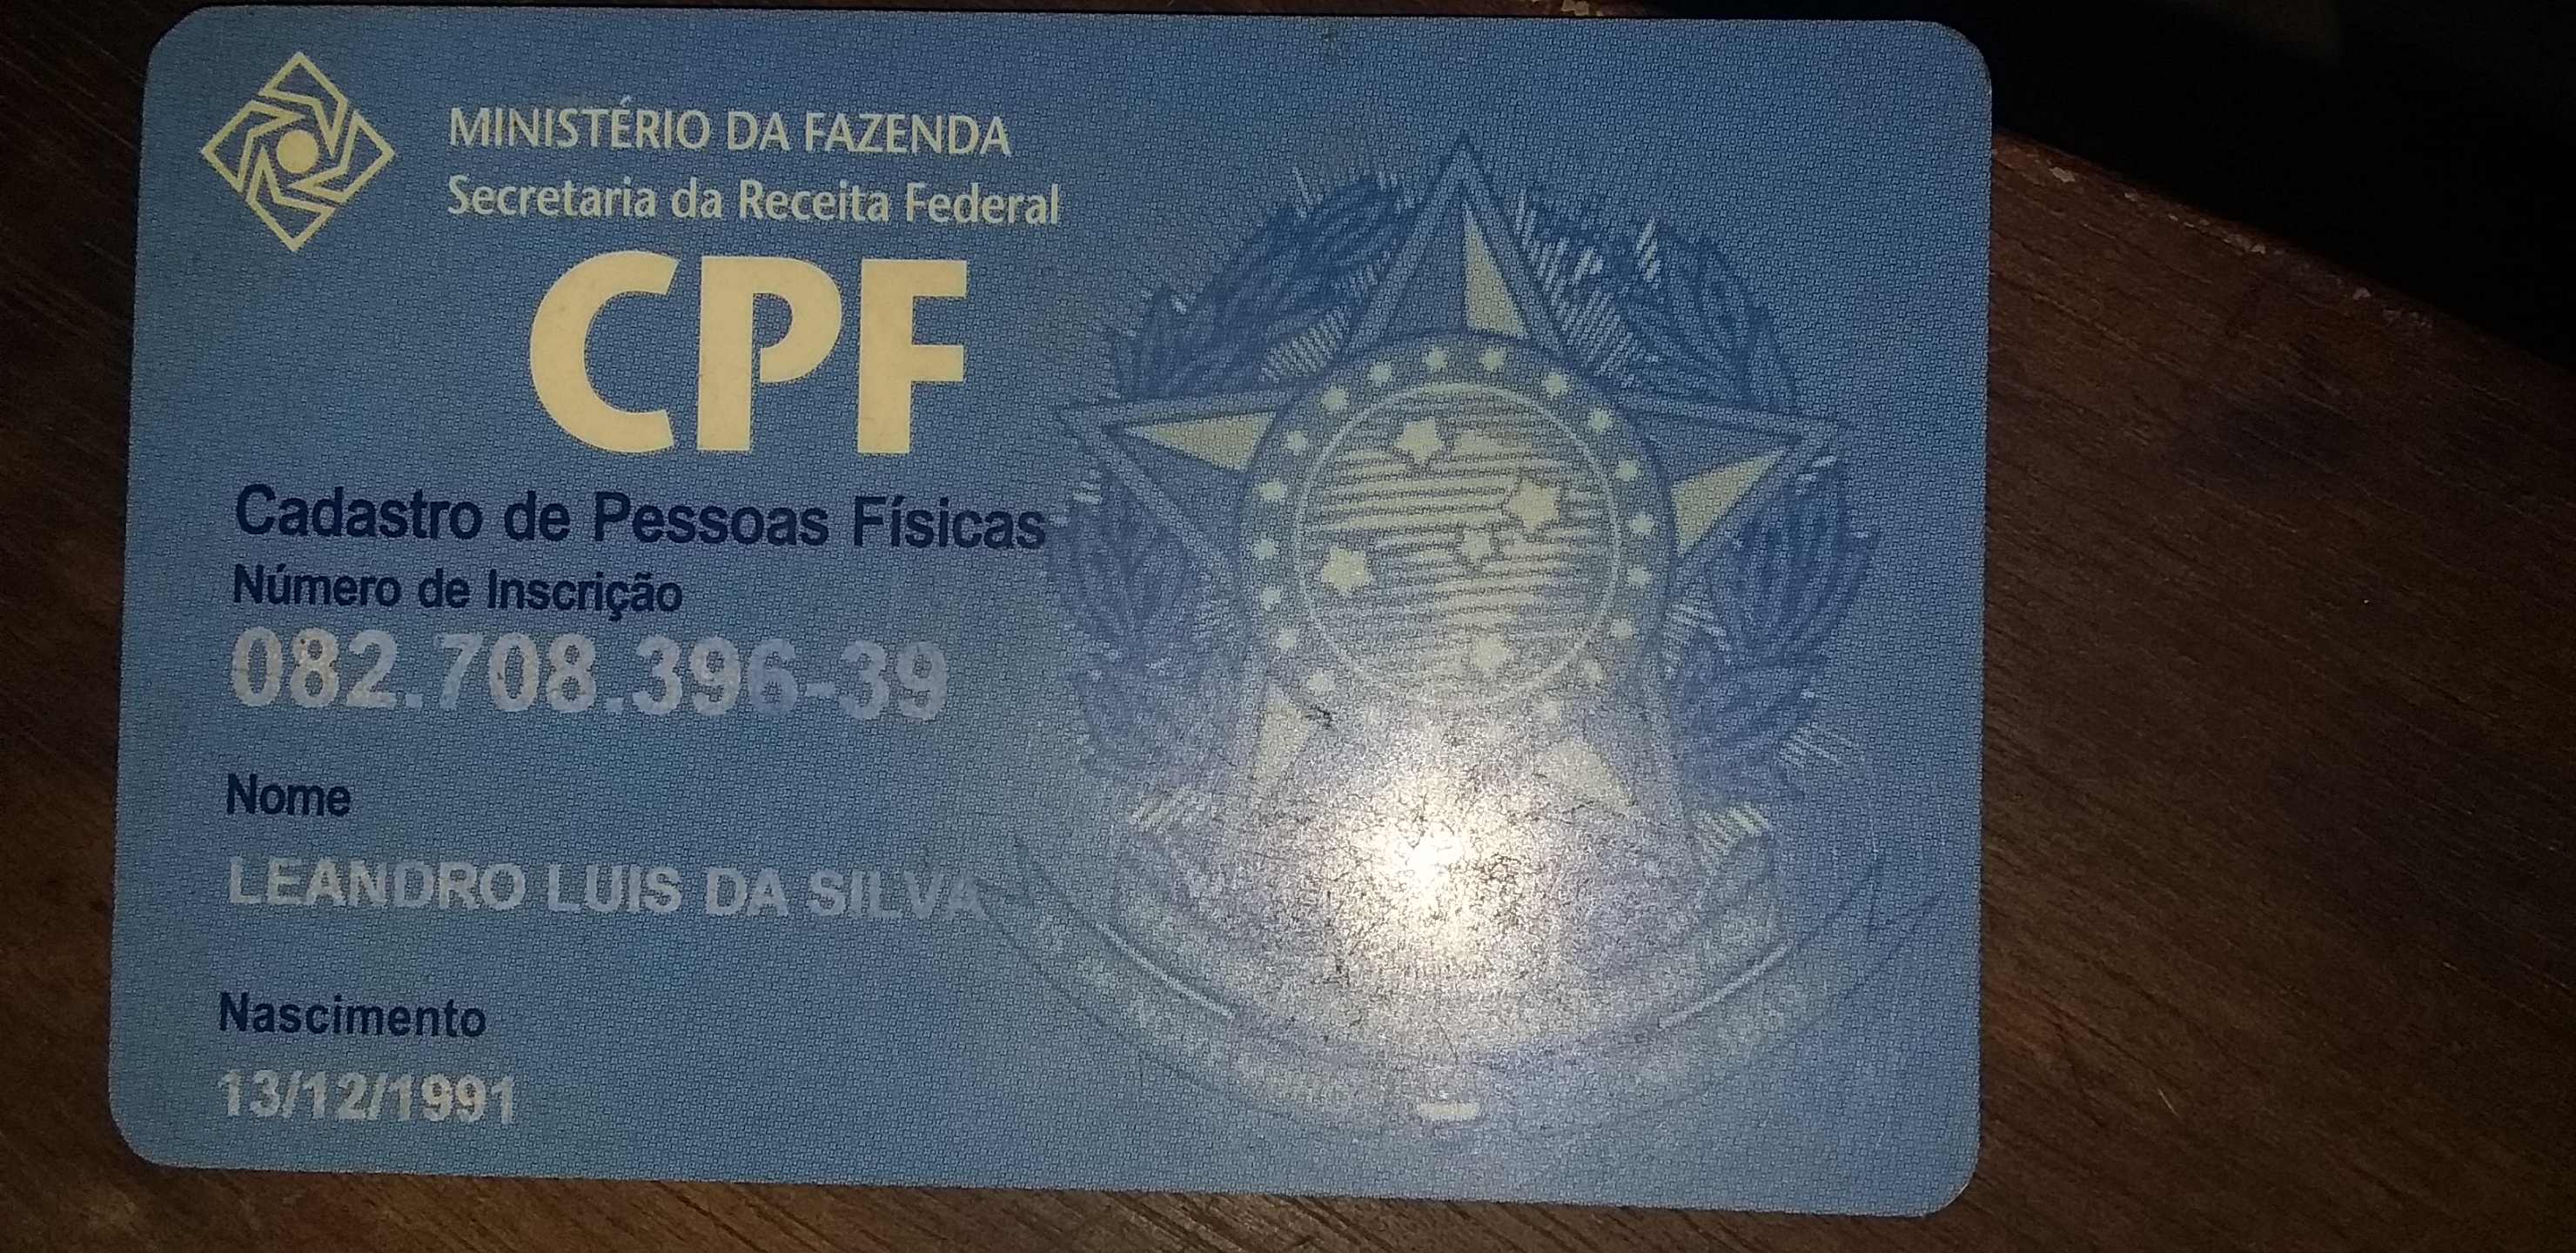 MINISTÉRIO DA FAZENDA
Secretaria da Receita Federal
CPF
Cadastro de Pessoas Físicas
Número de Inscrição
082.708.396-39
Nome
LEANDRO LUIS DA SILVA
Nascimento
13/12/1991